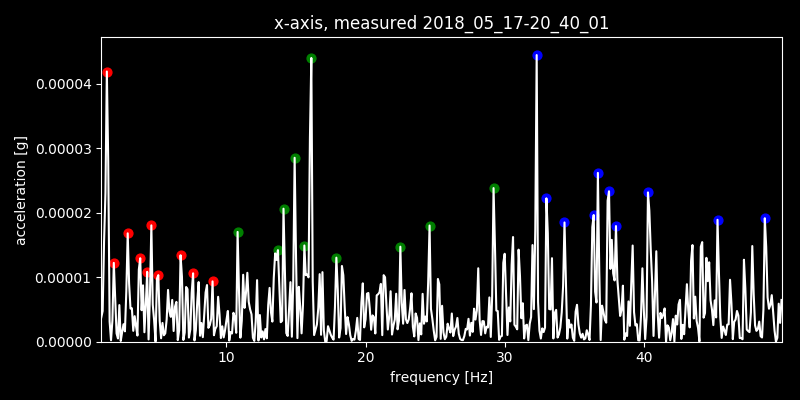 x-axis, measured 2018_05_17-20_40_01
acceleration [g]
0.00004
0.00003
0.00002
0.00001
0.00000
10 20 30 40
frequency [Hz]